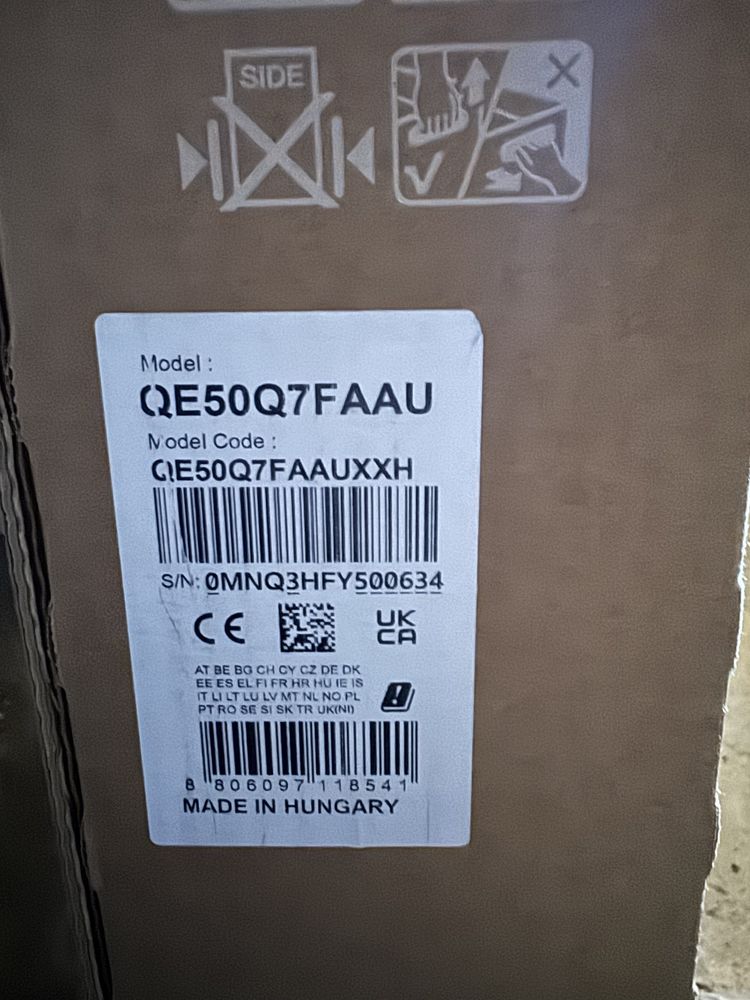 SIDE
Model :
QE50Q7FAAU
Model Code :
QE50Q7FAAUXXH
S/N: 0MNQ3HFY500634
CE
UK
CA
AT BE BG CH CY CZ DE DK
EE ES EL FI FR HR HU IE IS
IT LI LT LU LV MT NL NO PL
PT RO SE SI SK TR UK(NI)
8 806097 118541
MADE IN HUNGARY